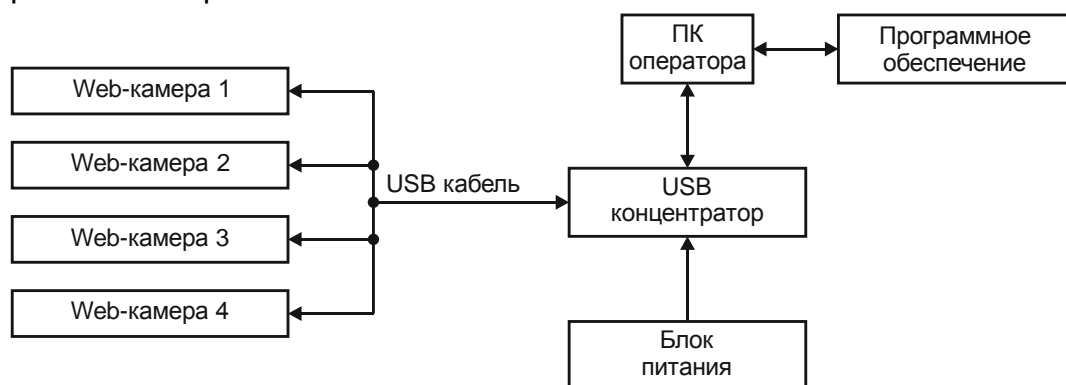 ПК
оператора
Программное
обеспечение
Web-камера 1
Web-камера 2
USB кабель
USB
концентратор
Web-камера 3
Web-камера 4
Блок
питания